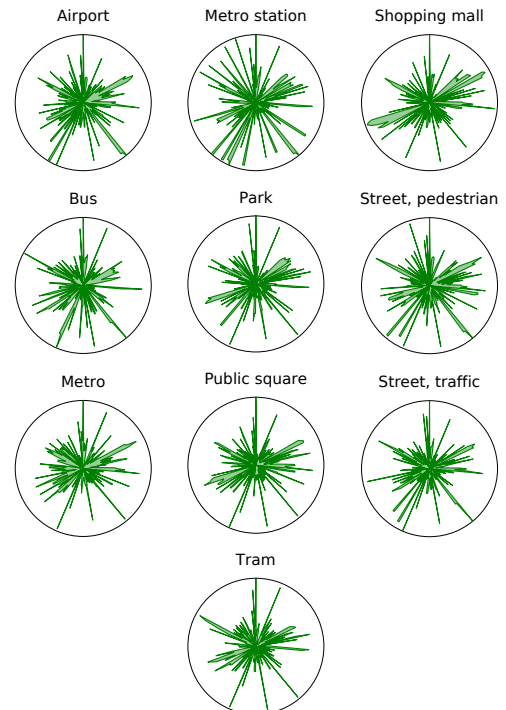 Airport
Metro station
Shopping mall
Bus
Park
Street, pedestrian
Metro
Public square
Street, traffic
Tram